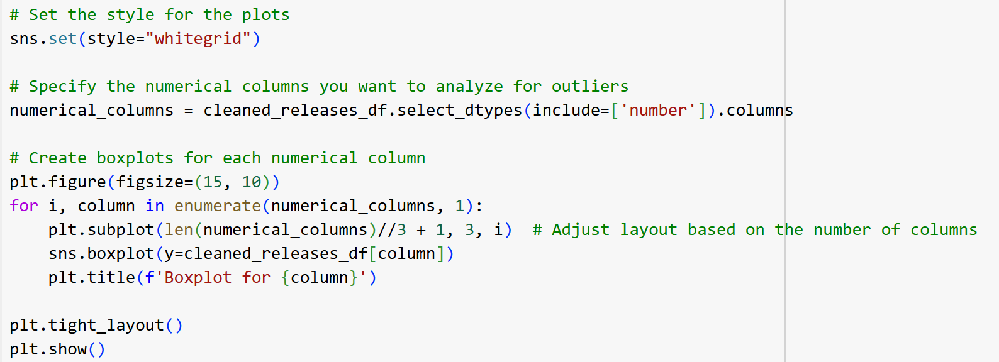 # Set the style for the plots
sns.set(style="whitegrid")
# Specify the numerical columns you want to analyze for outliers
numerical_columns = cleaned_releases_df.select_dtypes(include=['number']).columns
# Create boxplots for each numerical column
plt.figure(figsize=(15, 10))
for i, column in enumerate(numerical_columns, 1):
    plt.subplot(len(numerical_columns)//3 + 1, 3, i)  # Adjust layout based on the number of columns
    sns.boxplot(y=cleaned_releases_df[column])
    plt.title(f'Boxplot for {column}')
plt.tight_layout()
plt.show()